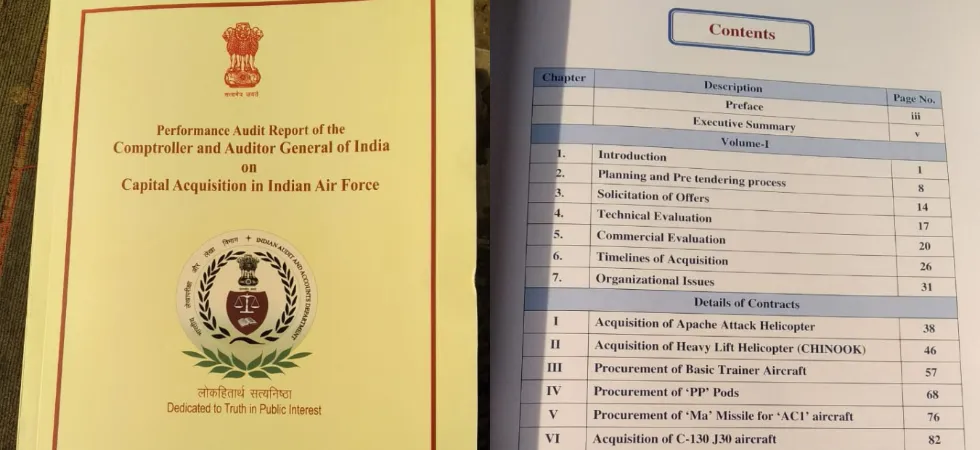 सत्यमेव जयते
Performance Audit Report of the
Comptroller and Auditor General of India
on
Capital Acquisition in Indian Air Force
भारतीय लेखापरीक्षा और लेखा विभाग ✦ INDIAN AUDIT AND ACCOUNTS DEPARTMENT
लोकहितार्थ सत्यनिष्ठा
Dedicated to Truth in Public Interest
Contents
Chapter Description Page No.
Preface iii
Executive Summary v
Volume-I
1. Introduction 1
2. Planning and Pre tendering process 8
3. Solicitation of Offers 14
4. Technical Evaluation 17
5. Commercial Evaluation 20
6. Timelines of Acquisition 26
7. Organizational Issues 31
Details of Contracts
I Acquisition of Apache Attack Helicopter 38
II Acquisition of Heavy Lift Helicopter (CHINOOK) 46
III Procurement of Basic Trainer Aircraft 57
IV Procurement of 'PP' Pods 68
V Procurement of 'Ma' Missile for 'AC1' aircraft 76
VI Acquisition of C-130 J30 aircraft 82